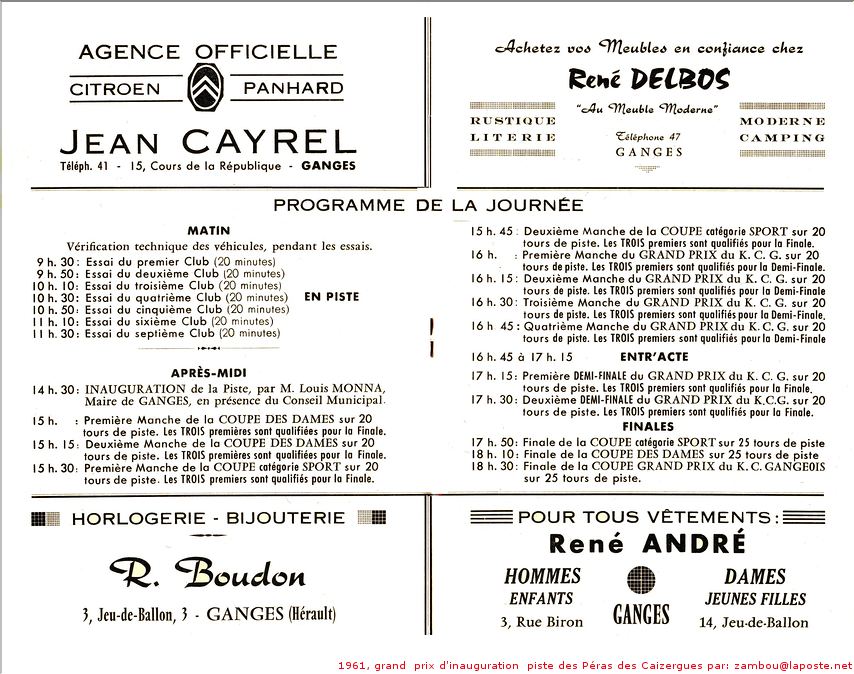 AGENCE OFFICIELLE
CITROEN PANHARD
JEAN CAYREL
Téléph. 41 - 15, Cours de la République - GANGES
Achetez vos Meubles en confiance chez
René DELBOS
"Au Meuble Moderne"
RUSTIQUE
LITERIE
Téléphone 47
GANGES
MODERNE
CAMPING
PROGRAMME DE LA JOURNÉE
MATIN
Vérification technique des véhicules, pendant les essais.
9 h. 30 : Essai du premier Club (20 minutes)
9 h. 50 : Essai du deuxième Club (20 minutes)
10 h. 10 : Essai du troisième Club (20 minutes)
10 h. 30 : Essai du quatrième Club (20 minutes)
10 h. 50 : Essai du cinquième Club (20 minutes)
11 h. 10 : Essai du sixième Club (20 minutes)
11 h. 30 : Essai du septième Club (20 minutes)
EN PISTE
APRÈS-MIDI
14 h. 30 : INAUGURATION de la Piste, par M. Louis MONNA,
Maire de GANGES, en présence du Conseil Municipal.
15 h. : Première Manche de la COUPE DES DAMES sur 20
tours de piste. Les TROIS premières sont qualifiées pour la Finale.
15 h. 15 : Deuxième Manche de la COUPE DES DAMES sur 20
tours de piste. Les TROIS premières sont qualifiées pour la Finale.
15 h. 30 : Première Manche de la COUPE catégorie SPORT sur 20
tours de piste. Les TROIS premiers sont qualifiés pour la Finale.
15 h. 45 : Deuxième Manche de la COUPE catégorie SPORT sur 20
tours de piste. Les TROIS premiers sont qualifiés pour la Finale.
16 h. : Première Manche du GRAND PRIX du K. C. G. sur 20
tours de piste. Les TROIS premiers sont qualifiés pour la Demi-Finale.
16 h. 15 : Deuxième Manche du GRAND PRIX du K. C. G. sur 20
tours de piste. Les TROIS premiers sont qualifiés pour la Demi-Finale
16 h. 30 : Troisième Manche du GRAND PRIX du K. C. G. sur 20
tours de piste. Les TROIS premiers sont qualifiés pour la Demi-Finale.
16 h 45 : Quatrième Manche du GRAND PRIX du K. C. G. sur 20
tours de piste. Les TROIS premiers sont qualifiés pour la Demi-Finale
16 h. 45 à 17 h. 15 ENTR'ACTE
17 h. 15 : Première DEMI-FINALE du GRAND PRIX du K. C. G. sur 20
tours de piste. Les TROIS premiers sont qualifiés pour la Finale.
17 h. 30 : Deuxième DEMI-FINALE du GRAND PRIX du K.C.G. sur 20
tours de piste. Les TROIS premiers sont qualifiés pour la Finale.
FINALES
17 h. 50 : Finale de la COUPE catégorie SPORT sur 25 tours de piste
18 h. 10 : Finale de la COUPE DES DAMES sur 25 tours de piste
18 h. 30 : Finale de la COUPE GRAND PRIX du K. C. GANGEOIS
sur 25 tours de piste.
HORLOGERIE - BIJOUTERIE
R. Boudon
3, Jeu-de-Ballon, 3 - GANGES (Hérault)
POUR TOUS VÊTEMENTS :
René ANDRÉ
HOMMES
ENFANTS
3, Rue Biron
GANGES
DAMES
JEUNES FILLES
14, Jeu-de-Ballon
1961, grand prix d'inauguration piste des Péras des Caizergues par: zambou@laposte.net